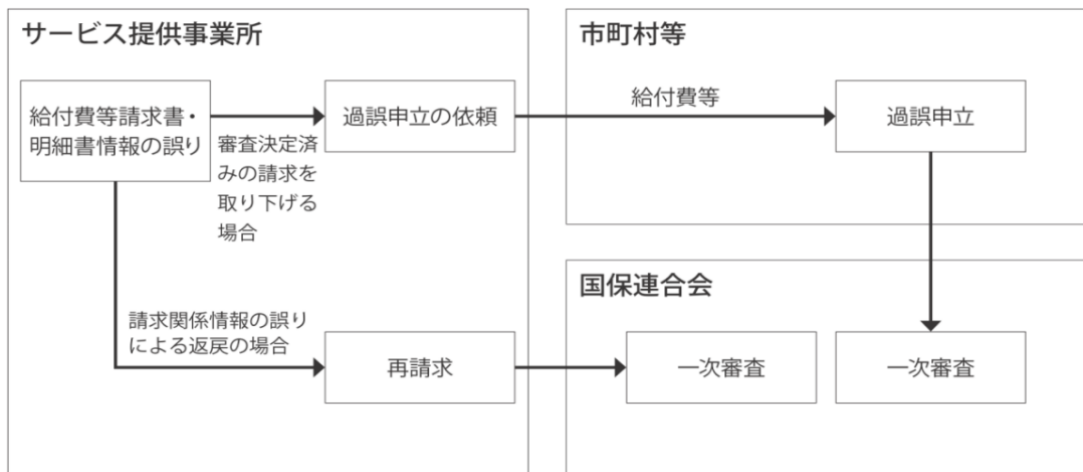 サービス提供事業所
給付費等請求書・
明細書情報の誤り
審査決定済
みの請求を
取り下げる
場合
過誤申立の依頼
請求関係情報の誤り
による返戻の場合
再請求
市町村等
給付費等
過誤申立
国保連合会
一次審査
一次審査